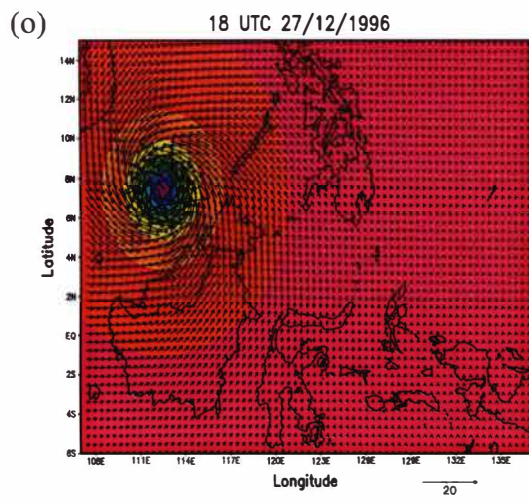 (o)
18 UTC 27/12/1996
14N
12N
10N
8N
6N
4N
2N
EQ
2S
4S
6S
Latitude
108E 111E 114E 117E 120E 123E 126E 129E 132E 135E
Longitude
20